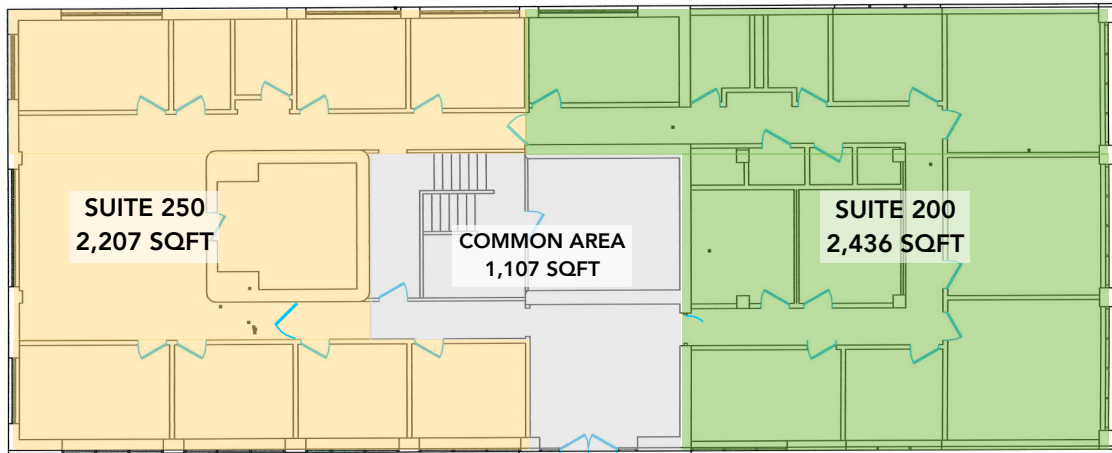 SUITE 250
2,207 SQFT
COMMON AREA
1,107 SQFT
SUITE 200
2,436 SQFT